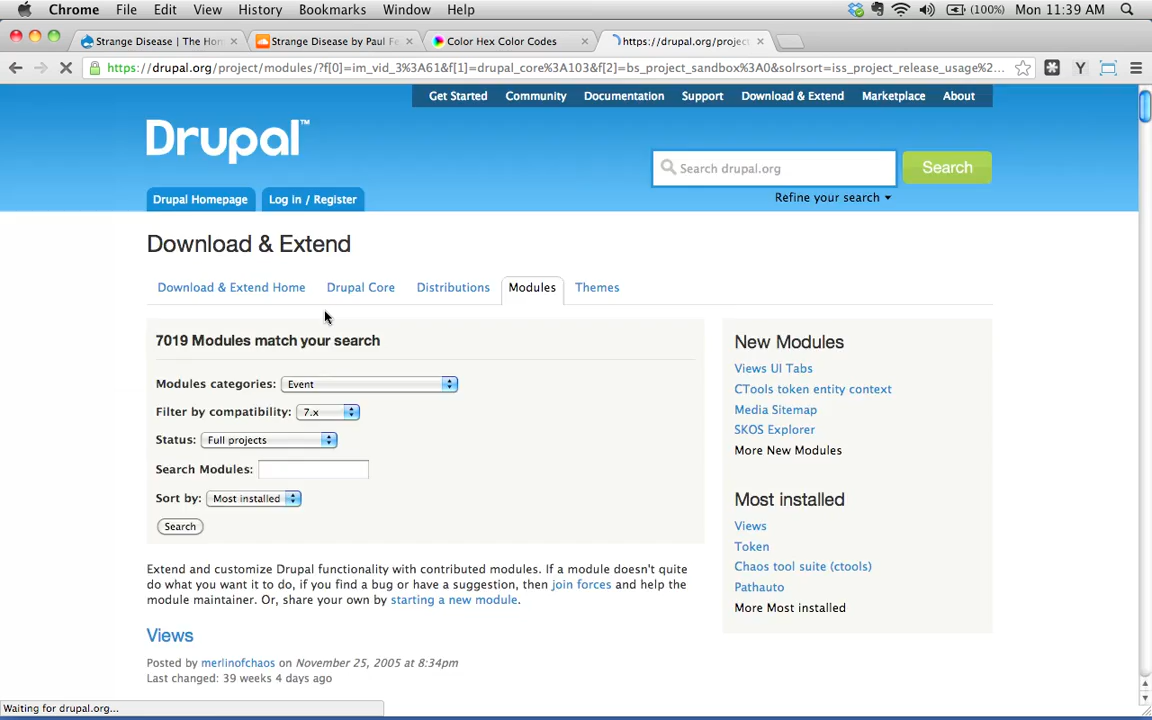 Chrome File Edit View History Bookmarks Window Help (100%) Mon 11:39 AM
Strange Disease | The Hon Strange Disease by Paul Fe Color Hex Color Codes https://drupal.org/project
https://drupal.org/project/modules/?f[0]=im_vid_3%3A61&f[1]=drupal_core%3A103&f[2]=bs_project_sandbox%3A0&solrsort=iss_project_release_usage%2...
Get Started Community Documentation Support Download & Extend Marketplace About
Drupal™
Search drupal.org Search
Refine your search
Drupal Homepage Log in / Register
Download & Extend
Download & Extend Home Drupal Core Distributions Modules Themes
7019 Modules match your search
Modules categories: Event
Filter by compatibility: 7.x
Status: Full projects
Search Modules:
Sort by: Most installed
Search
Extend and customize Drupal functionality with contributed modules. If a module doesn't quite
do what you want it to do, if you find a bug or have a suggestion, then join forces and help the
module maintainer. Or, share your own by starting a new module.
Views
Posted by merlinofchaos on November 25, 2005 at 8:34pm
Last changed: 39 weeks 4 days ago
New Modules
Views UI Tabs
CTools token entity context
Media Sitemap
SKOS Explorer
More New Modules
Most installed
Views
Token
Chaos tool suite (ctools)
Pathauto
More Most installed
Waiting for drupal.org...